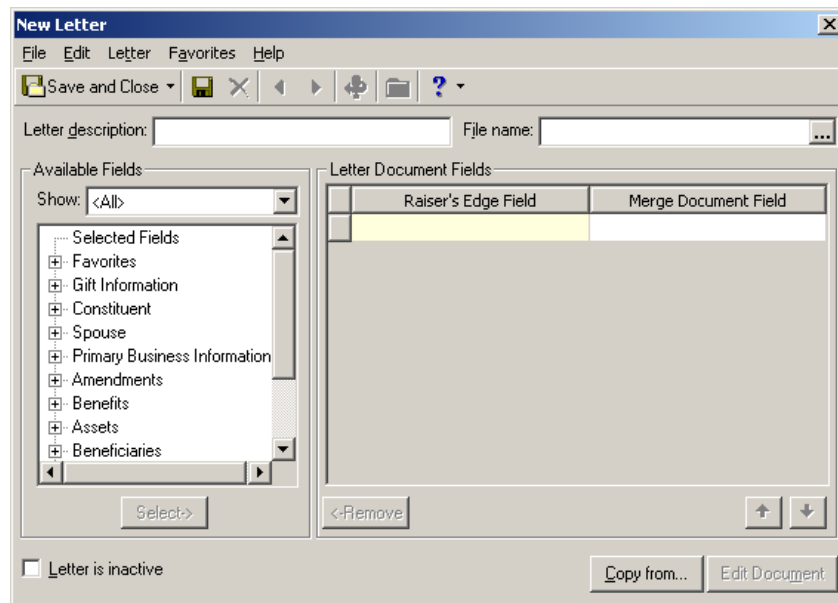 New Letter
File Edit Letter Favorites Help
Save and Close
Letter description: File name: ...
Available Fields
Show: <All>
Selected Fields
Favorites
Gift Information
Constituent
Spouse
Primary Business Information
Amendments
Benefits
Assets
Beneficiaries
Select->
Letter Document Fields
Raiser's Edge Field Merge Document Field
<-Remove
Letter is inactive
Copy from... Edit Document